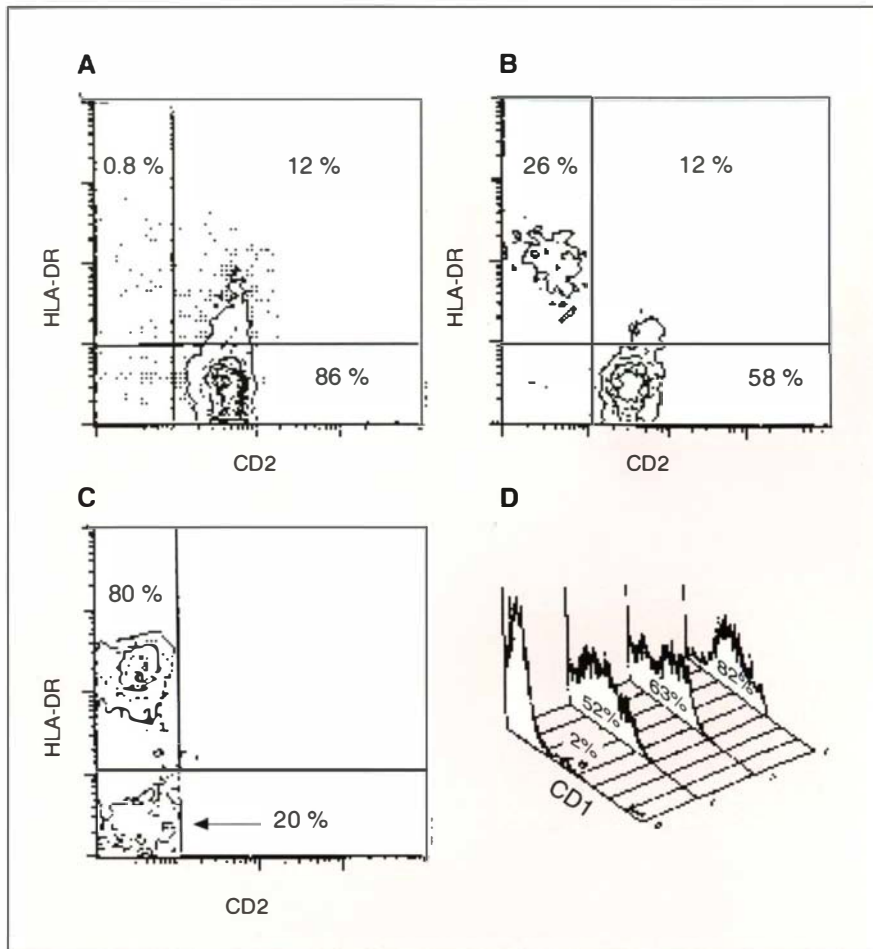 A
0.8 %
12 %
86 %
HLA-DR
CD2
B
26 %
12 %
-
58 %
HLA-DR
CD2
C
80 %
20 %
HLA-DR
CD2
D
2%
52%
63%
82%
CD1